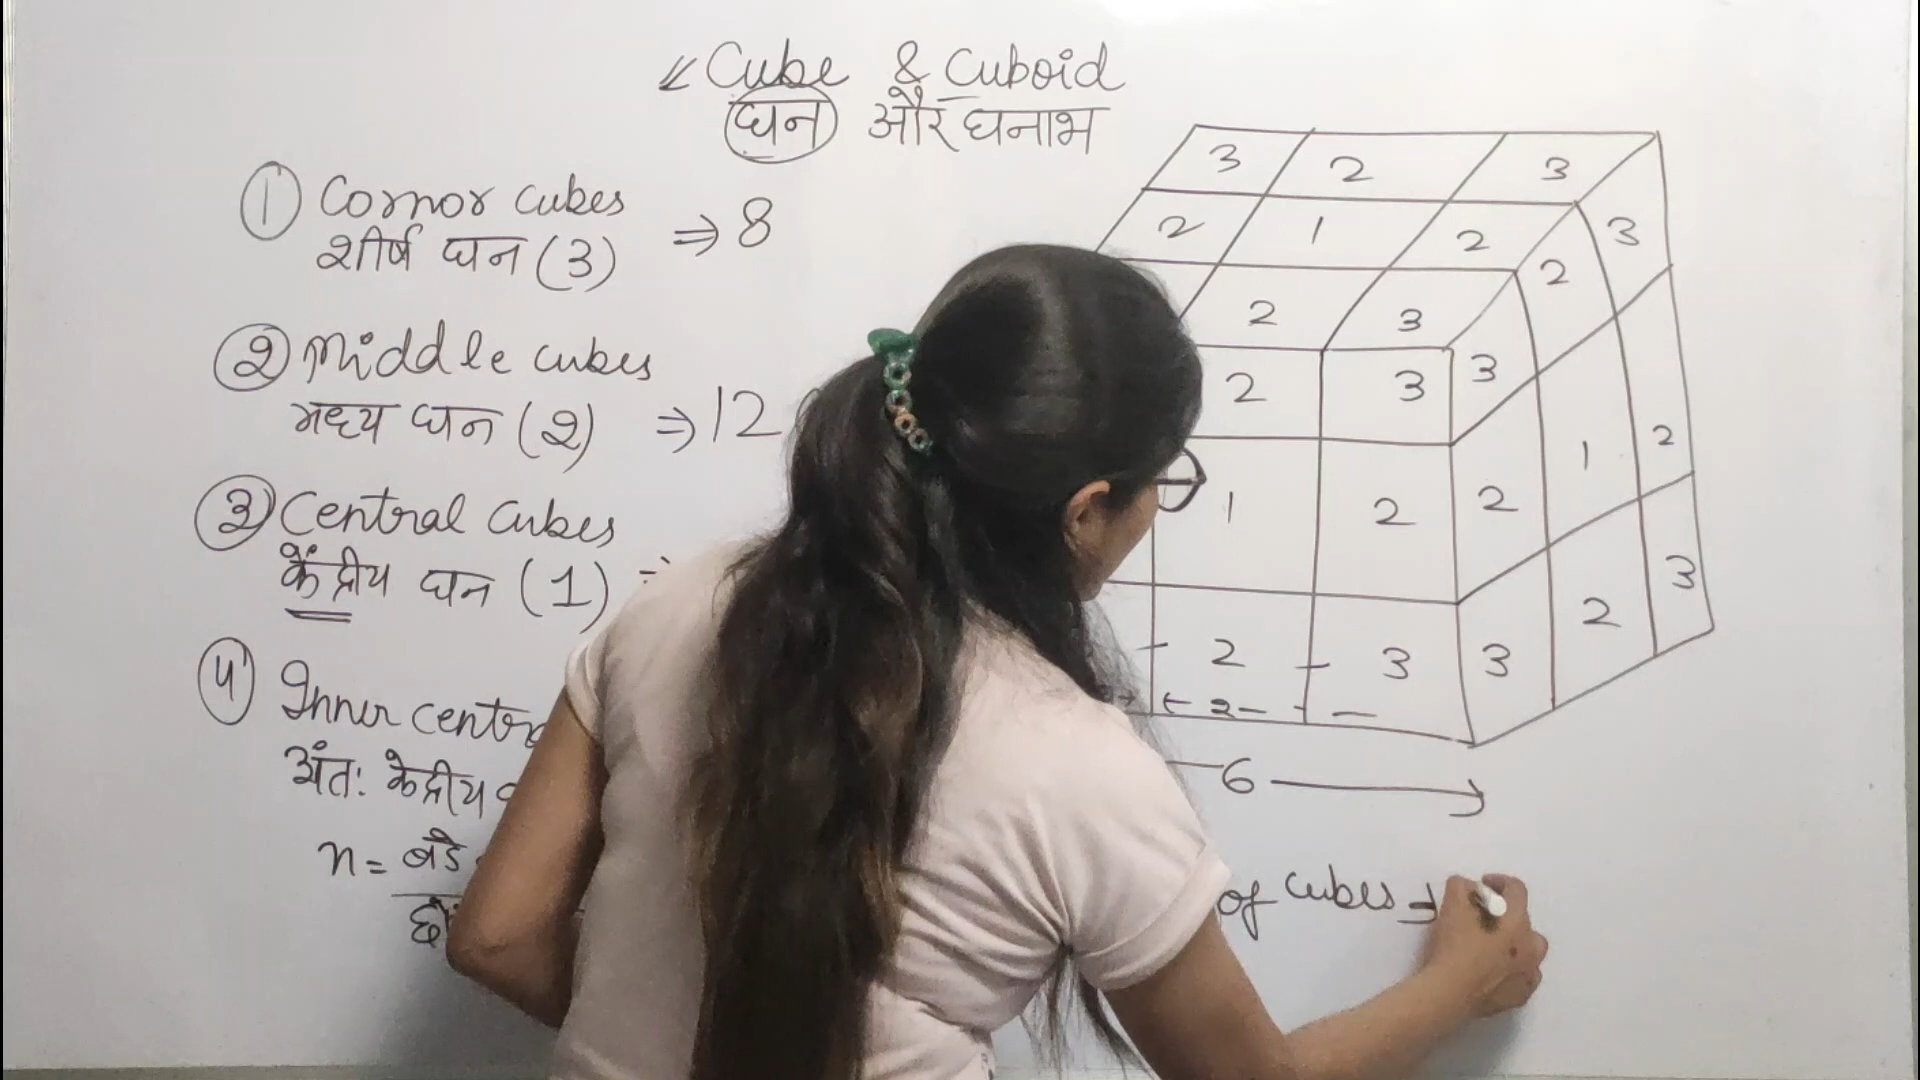 Cube & Cuboid
घन और घनाभ
1 Cornor cubes
शीर्ष घन (3) ⇒ 8
2 Middle cubes
मध्य घन (2) ⇒ 12
3 Central cubes
केंद्रीय घन (1)
4 Inner
अंत: केद्रीय
n = बडे
3 2 3
2 1 2
2 3
2 3
1 2
2 3
3
2
3
2
1
2
3
2
3
2
6
of cubes